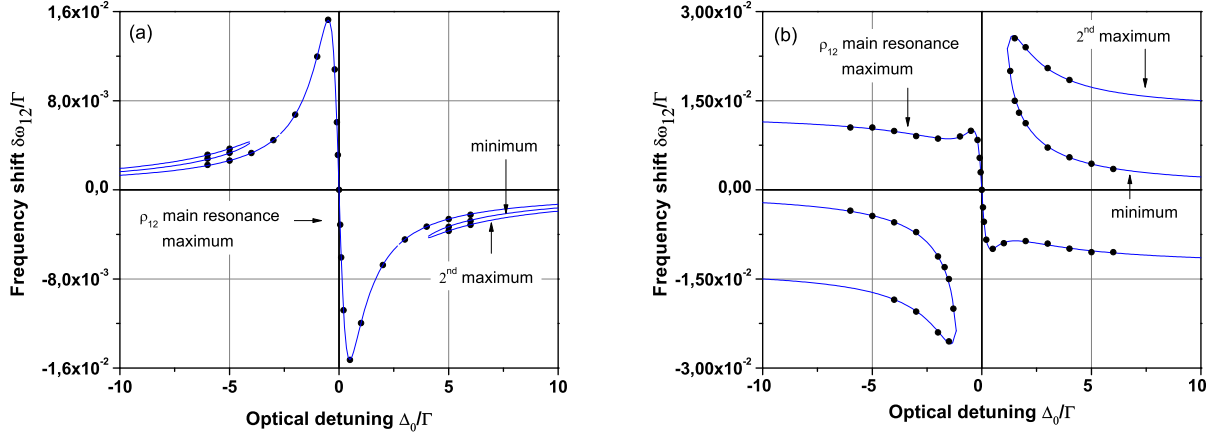 (a)
Frequency shift δω12/Γ
1,6x10-2
8,0x10-3
0,0
-8,0x10-3
-1,6x10-2
ρ12 main resonance
maximum
minimum
2nd maximum
-10
-5
0
5
10
Optical detuning Δ0/Γ
(b)
Frequency shift δω12/Γ
3,00x10-2
1,50x10-2
0,00
-1,50x10-2
-3,00x10-2
ρ12 main resonance
maximum
2nd maximum
minimum
-10
-5
0
5
10
Optical detuning Δ0/Γ